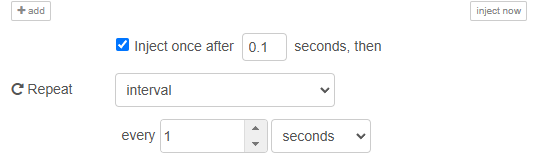 add inject now
Inject once after 0.1 seconds, then
Repeat interval
every 1 seconds